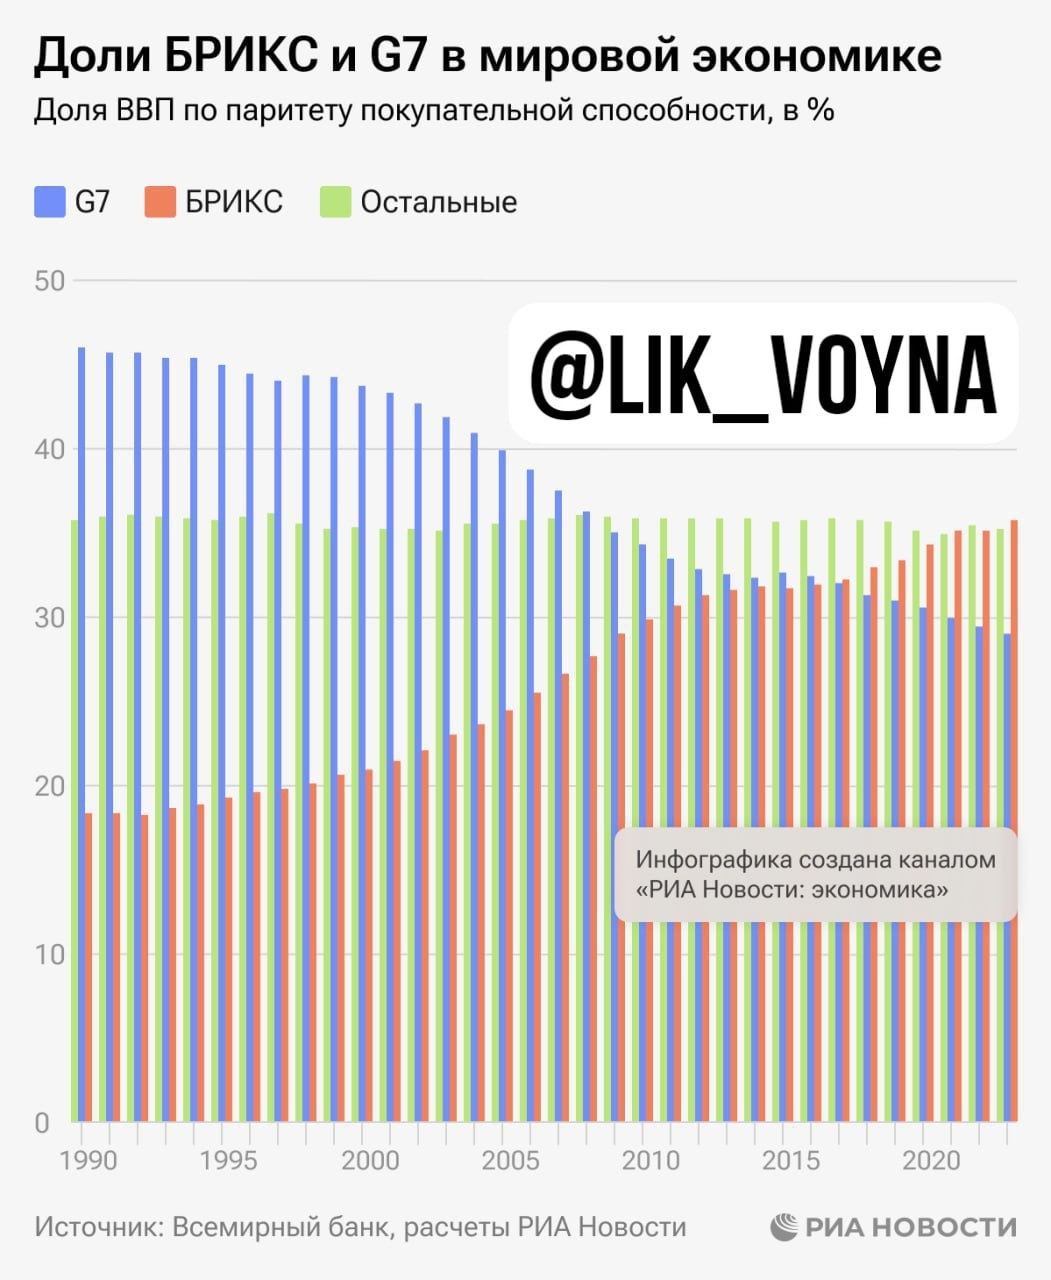 Доли БРИКС и G7 в мировой экономике
Доля ВВП по паритету покупательной способности, в %
G7 БРИКС Остальные
50
@LIK_VOYNA
40
30
20
Инфографика создана каналом
«РИА Новости: экономика»
10
0
1990 1995 2000 2005 2010 2015 2020
Источник: Всемирный банк, расчеты РИА Новости
РИА НОВОСТИ